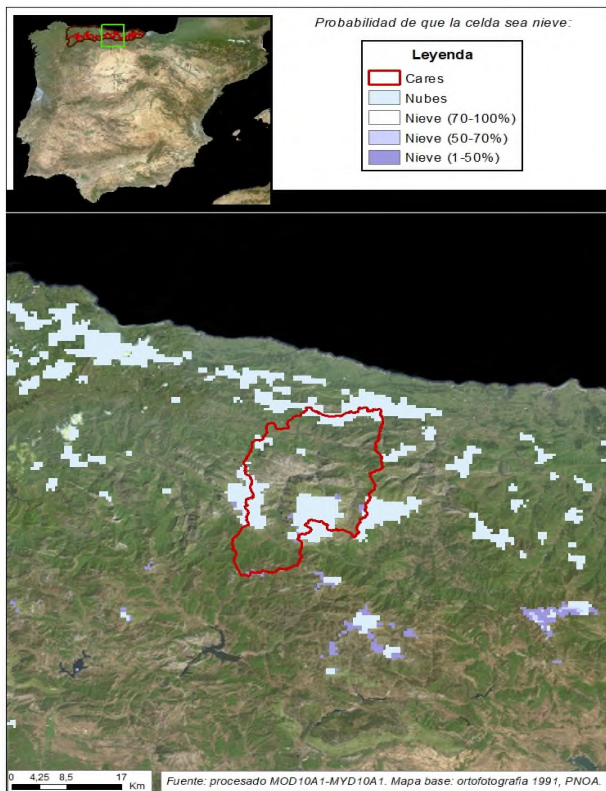 Probabilidad de que la celda sea nieve:
Leyenda
Cares
Nubes
Nieve (70-100%)
Nieve (50-70%)
Nieve (1-50%)
0 4,25 8,5 17
Km
Fuente: procesado MOD10A1-MYD10A1. Mapa base: ortofotografia 1991, PNOA.